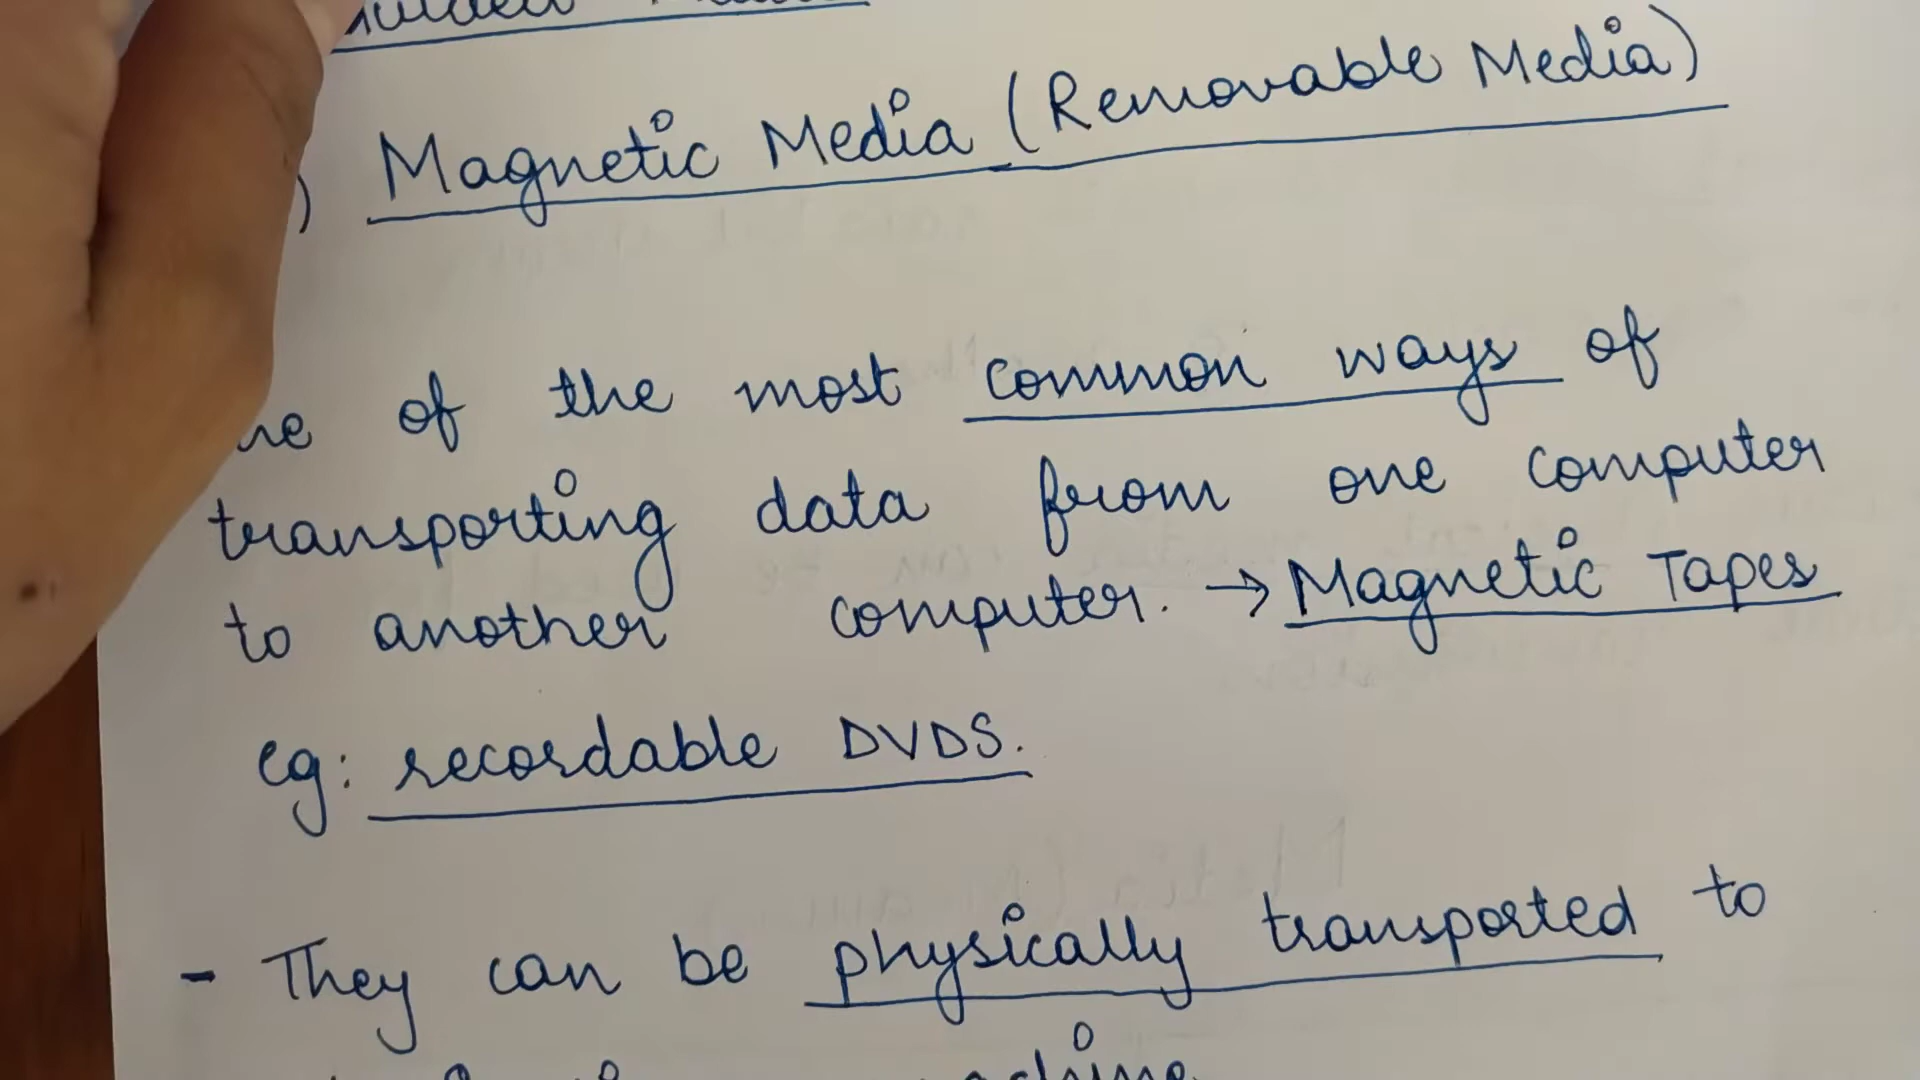 ) Magnetic Media (Removable Media)
of the most common ways of
transporting data from one computer
to another computer. → Magnetic Tapes
eg: recordable DVDS.
- They can be physically transported to